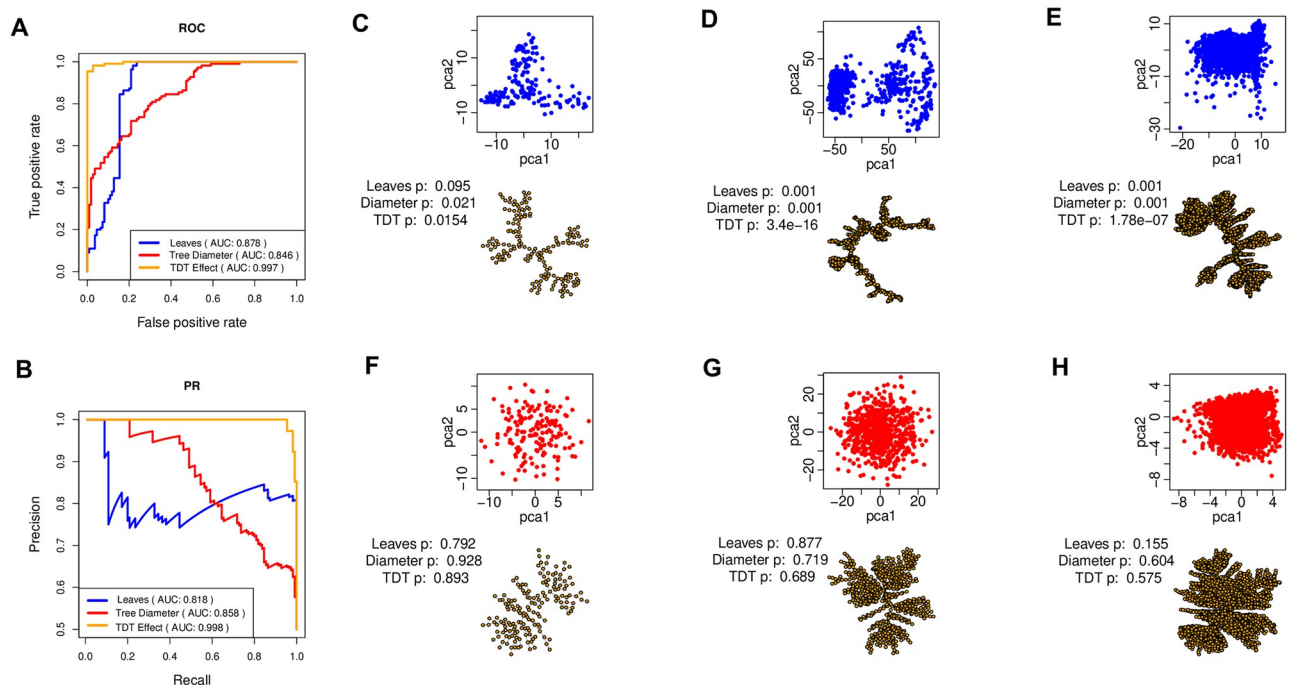 A
ROC
True positive rate
1.0
0.8
0.6
0.4
0.2
0.0
Leaves ( AUC: 0.878 )
Tree Diameter ( AUC: 0.846 )
TDT Effect ( AUC: 0.997 )
0.0 0.2 0.4 0.6 0.8 1.0
False positive rate
B
PR
Precision
1.0
0.9
0.8
0.7
0.6
0.5
Leaves ( AUC: 0.818 )
Tree Diameter ( AUC: 0.858 )
TDT Effect ( AUC: 0.998 )
0.0 0.2 0.4 0.6 0.8 1.0
Recall
C
pca2
10
−10
−10 10
pca1
Leaves p: 0.095
Diameter p: 0.021
TDT p: 0.0154
D
pca2
50
−50
−50 50
pca1
Leaves p: 0.001
Diameter p: 0.001
TDT p: 3.4e−16
E
pca2
10
−10
−30
−20 0 10
pca1
Leaves p: 0.001
Diameter p: 0.001
TDT p: 1.78e−07
F
pca2
5
0
−10
−10 0 5
pca1
Leaves p: 0.792
Diameter p: 0.928
TDT p: 0.893
G
pca2
20
0
−20
−20 0 20
pca1
Leaves p: 0.877
Diameter p: 0.719
TDT p: 0.689
H
pca2
4
0
−4
−8
−8 −4 0 4
pca1
Leaves p: 0.155
Diameter p: 0.604
TDT p: 0.575